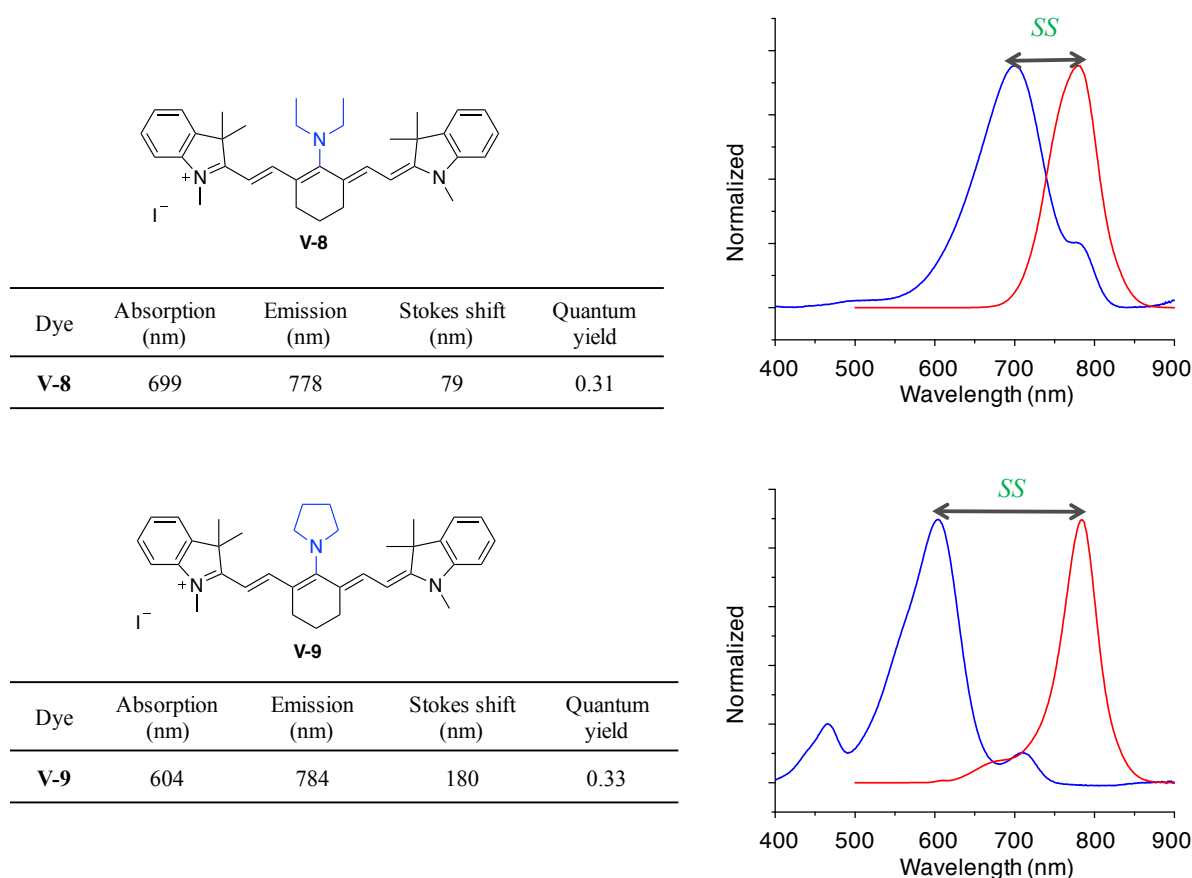 N
N
+
N
I⁻
V-8
Dye Absorption (nm) Emission (nm) Stokes shift (nm) Quantum yield
V-8 699 778 79 0.31
SS
Normalized
400 500 600 700 800 900
Wavelength (nm)
N
N
+
N
I⁻
V-9
Dye Absorption (nm) Emission (nm) Stokes shift (nm) Quantum yield
V-9 604 784 180 0.33
SS
Normalized
400 500 600 700 800 900
Wavelength (nm)